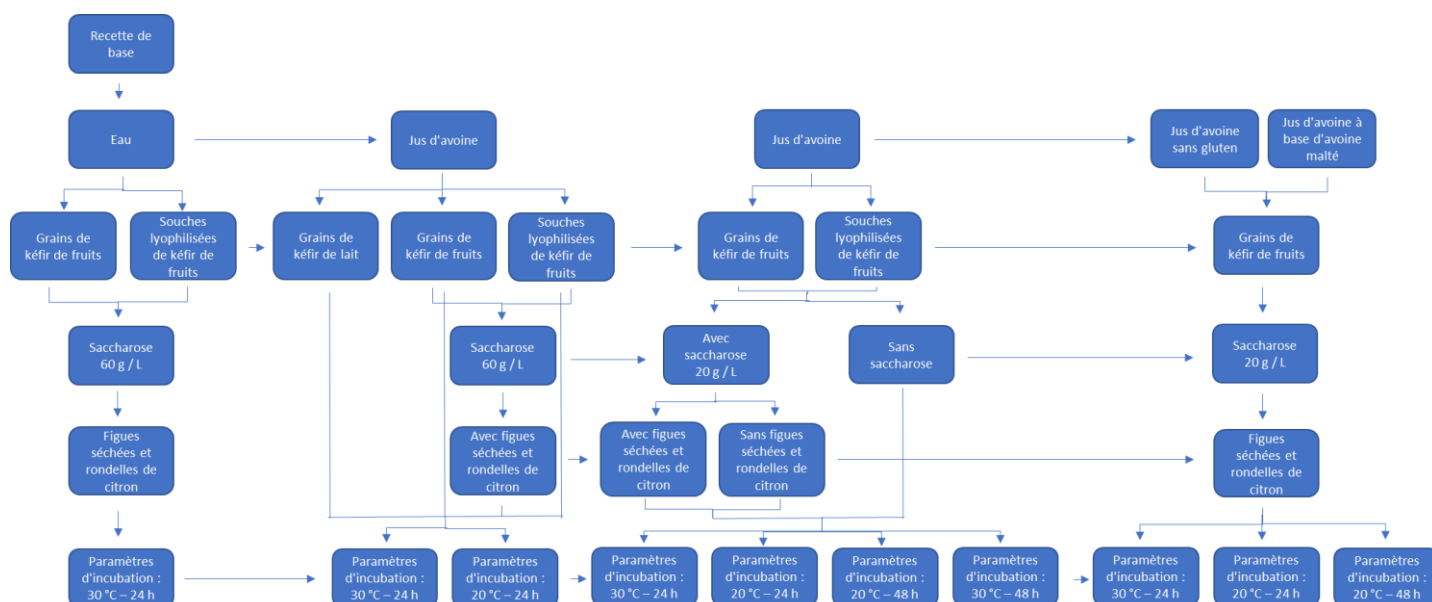 Recette de
base
Eau
Jus d'avoine
Jus d'avoine
Jus d'avoine
sans gluten
Jus d'avoine à
base d'avoine
malté
Grains de
kéfir de fruits
Souches
lyophilisées
de kéfir de
fruits
Grains de
kéfir de lait
Grains de
kéfir de fruits
Souches
lyophilisées
de kéfir de
fruits
Grains de
kéfir de fruits
Souches
lyophilisées
de kéfir de
fruits
Grains de
kéfir de fruits
Saccharose
60 g / L
Saccharose
60 g / L
Avec
saccharose
20 g / L
Sans
saccharose
Saccharose
20 g / L
Figues
séchées et
rondelles de
citron
Avec figues
séchées et
rondelles de
citron
Avec figues
séchées et
rondelles de
citron
Sans figues
séchées et
rondelles de
citron
Figues
séchées et
rondelles de
citron
Paramètres
d'incubation :
30 °C – 24 h
Paramètres
d'incubation :
30 °C – 24 h
Paramètres
d'incubation :
20 °C – 24 h
Paramètres
d'incubation :
30 °C – 24 h
Paramètres
d'incubation :
20 °C – 24 h
Paramètres
d'incubation :
20 °C – 48 h
Paramètres
d'incubation :
30 °C – 48 h
Paramètres
d'incubation :
30 °C – 24 h
Paramètres
d'incubation :
20 °C – 24 h
Paramètres
d'incubation :
20 °C – 48 h